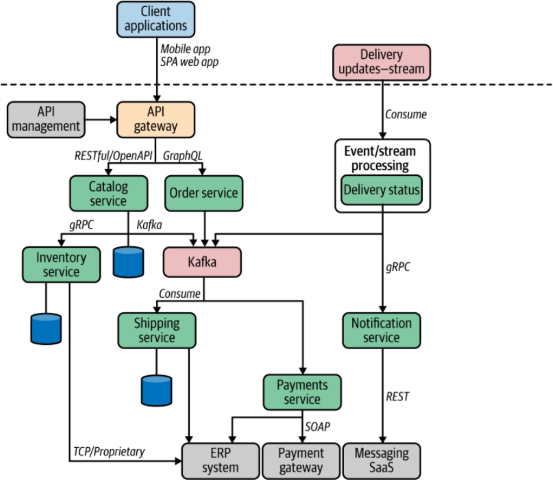 Client
applications
Mobile app
SPA web app
Delivery
updates—stream
API
management
API
gateway
Consume
RESTful/OpenAPI
GraphQL
Event/stream
processing
Delivery status
Catalog
service
Order service
gRPC
Kafka
Inventory
service
Kafka
gRPC
Consume
Shipping
service
Notification
service
Payments
service
REST
SOAP
TCP/Proprietary
ERP
system
Payment
gateway
Messaging
SaaS